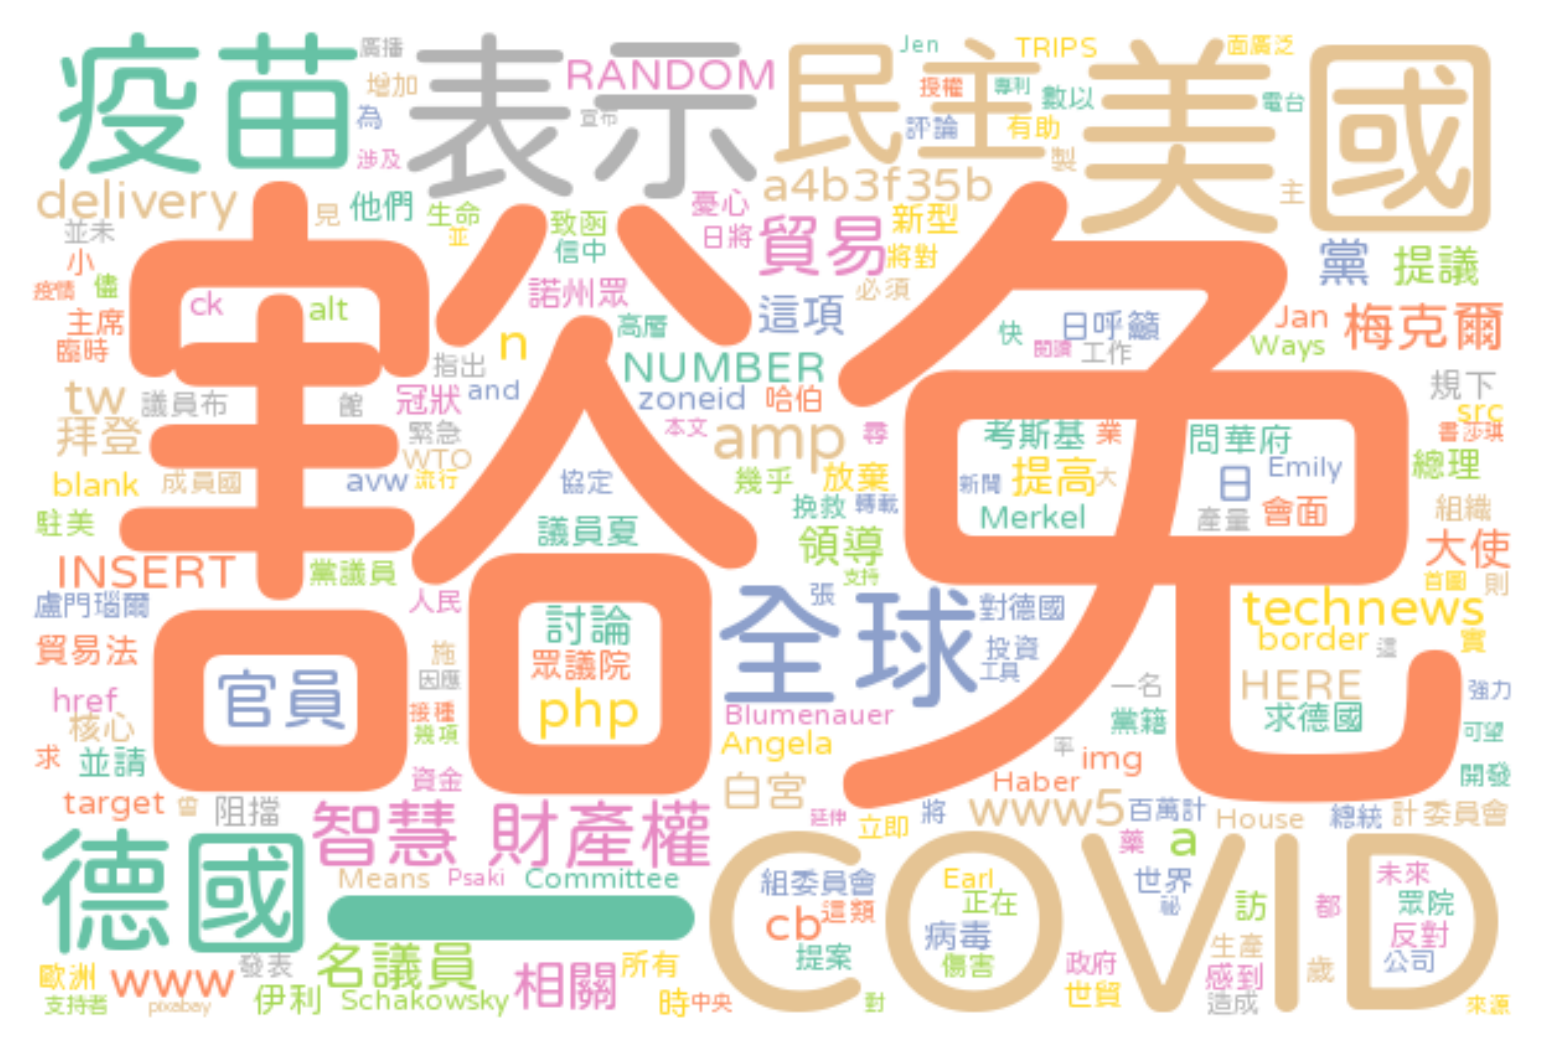 疫苗
廣播
表示
RANDOM
民主
Jen
TRIPS
美國
面廣泛
增加
為
涉及
宣布
授權
專利
數以
電台
評論
有助
製
主
國
delivery
見
他們
生命
並
致函
信中
憂心
日將
a4b3f35b
貿易
新型
將對
必須
黨
提議
並未
小
疫情
儘
主席
臨時
豁免
ck
alt
諾州眾
高層
這項
快
日呼籲
閱讀
工作
Jan
Ways
梅克爾
指出
n
NUMBER
tw
議員布
館
冠狀
and
zoneid
哈伯
規下
src
拜登
緊急
WTO
本文
amp
尋
考斯基
業
問華府
書莎琪
blank
成員國
avw
流行
協定
幾乎
放棄
新聞
提高
大
日
Emily
總理
駐美
議員夏
挽救
轉載
Merkel
產量
會面
組織
INSERT
黨議員
領導
支持
大使
首圖
則
盧門瑙爾
人民
討論
全球
張
對德國
technews
貿易法
官員
施
因應
眾議院
投資
工具
border
這
實
href
核心
接種
幾項
php
Blumenauer
一名
HERE
強力
求
並請
資金
Angela
率
黨籍
求德國
可望
target
曾
阻擋
白宮
img
Haber
開發
智慧 財產權
延伸
立即
將
www5
百萬計
House
總統
計委員會
德國
Means
Psaki
Committee
COVID
藥
a
一
組委員會
cb
這類
提案
Earl
正在
病毒
傷害
世界
祕
訪
都
未來
眾院
反對
公司
歐洲
支持者
www
pixabay
發表
伊利
名議員
Schakowsky
相關
所有
時
中央
對
政府
世貿
生產
感到
造成
歲
來源